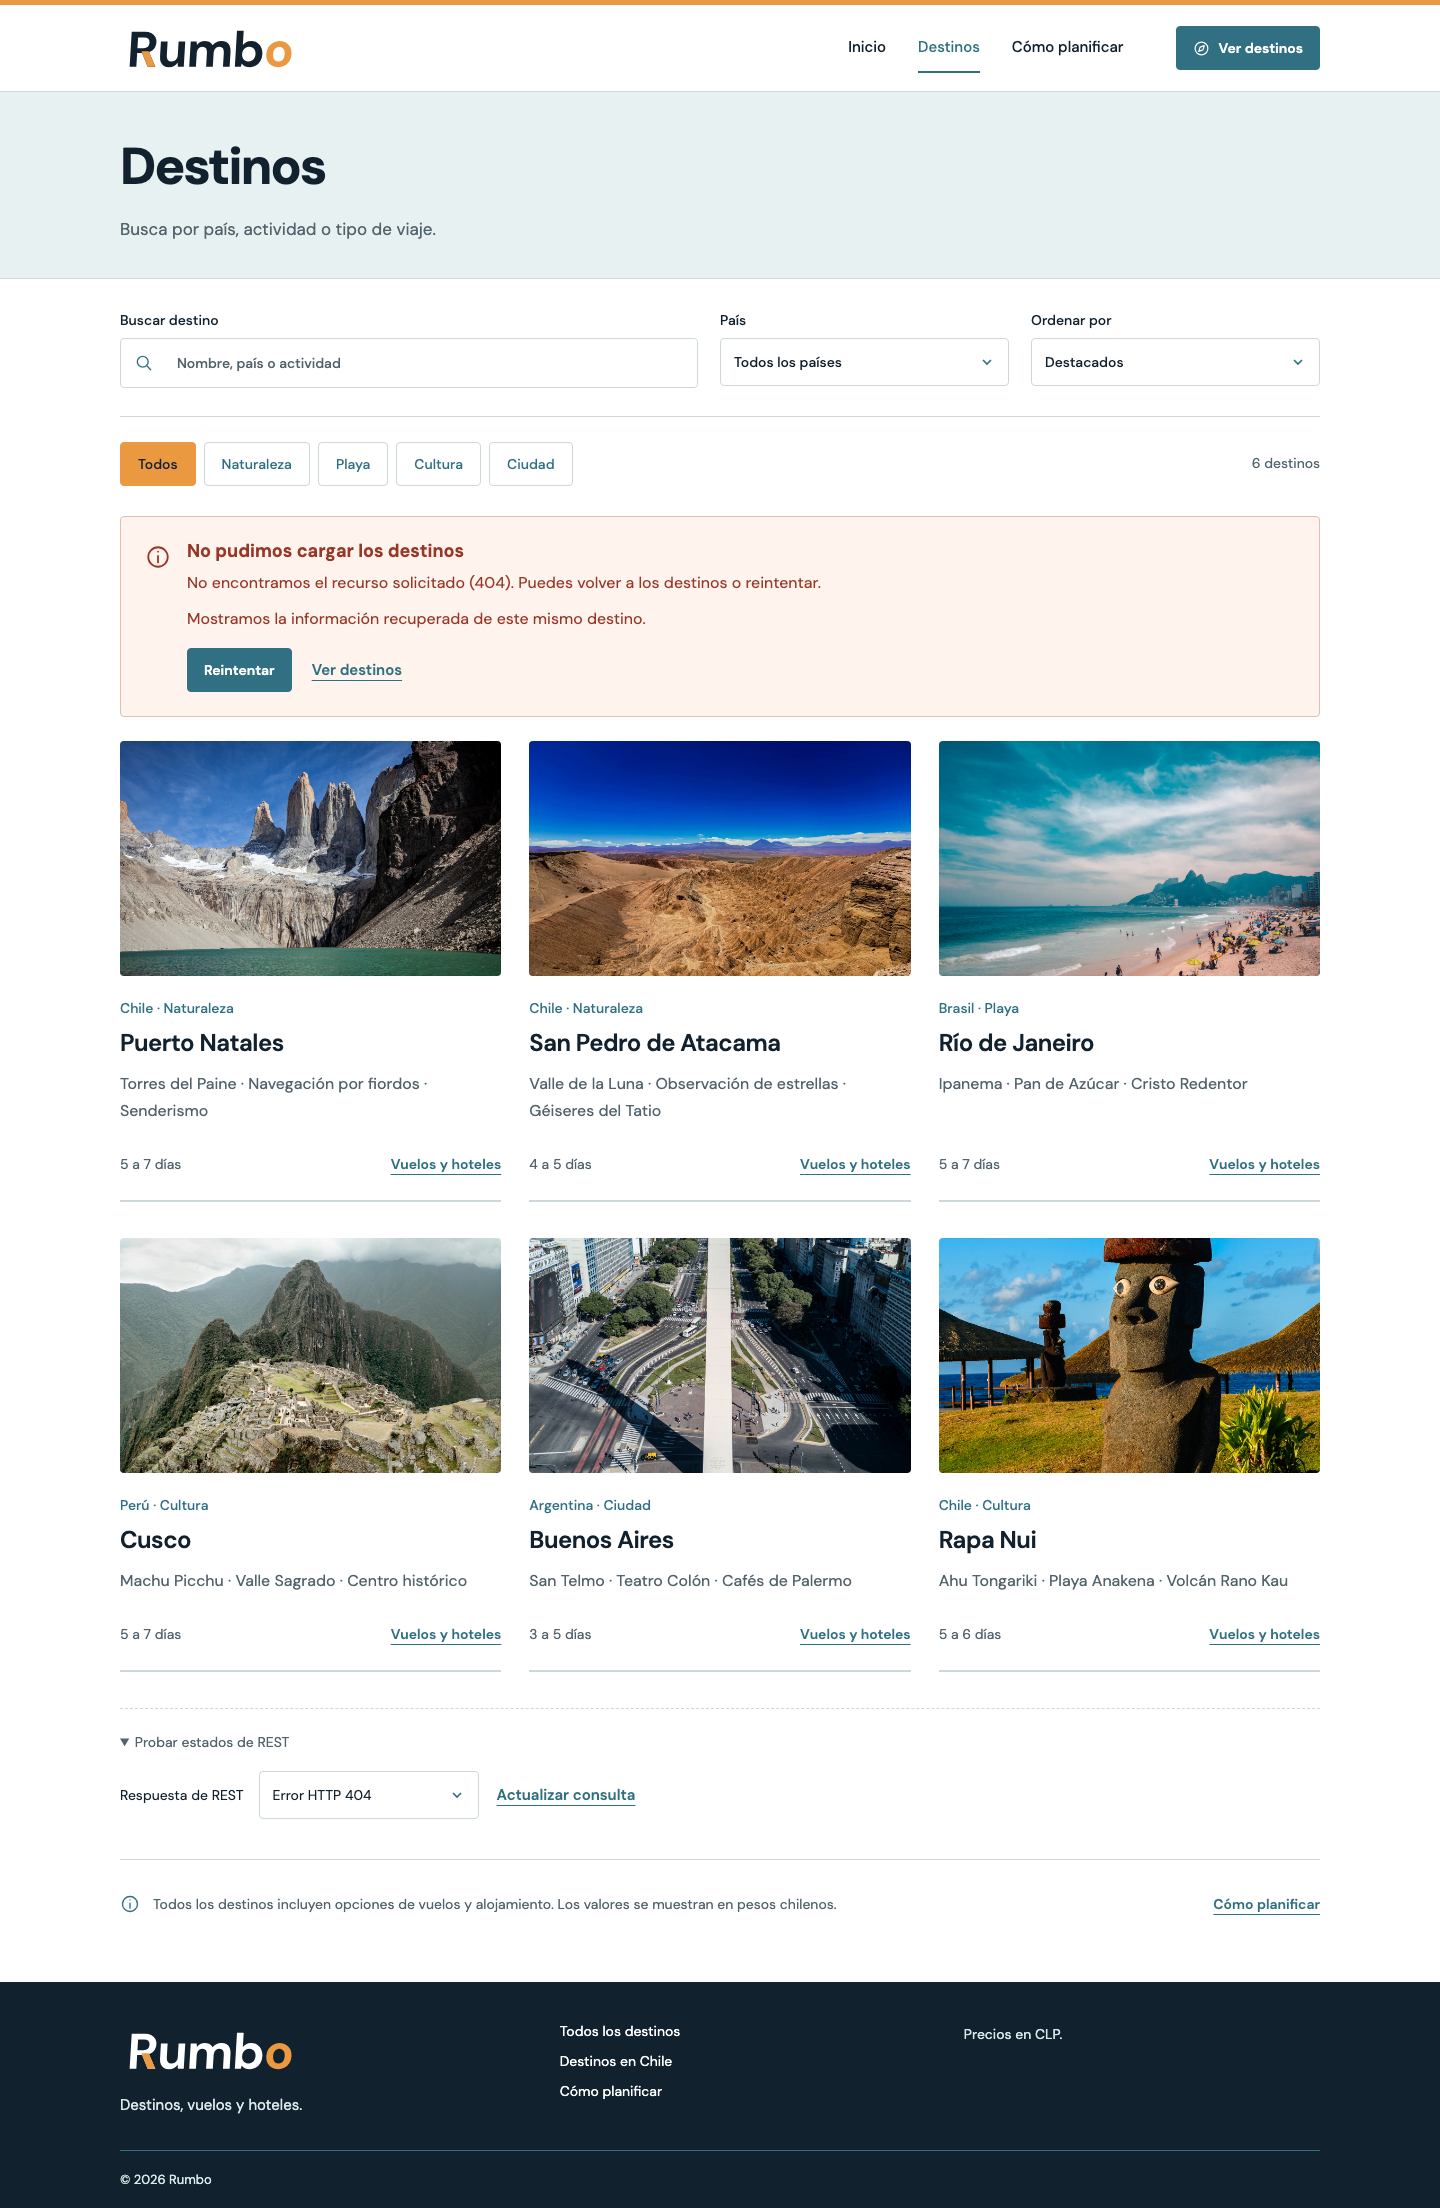 Rumbo
Inicio
Destinos
Cómo planificar
Ver destinos
Destinos
Busca por país, actividad o tipo de viaje.
Buscar destino
País
Ordenar por
Nombre, país o actividad
Todos los países
Destacados
Todos
Naturaleza
Playa
Cultura
Ciudad
6 destinos
No pudimos cargar los destinos
No encontramos el recurso solicitado (404). Puedes volver a los destinos o reintentar.
Mostramos la información recuperada de este mismo destino.
Reintentar
Ver destinos
Chile · Naturaleza
Puerto Natales
Torres del Paine · Navegación por fiordos ·
Senderismo
5 a 7 días
Vuelos y hoteles
Chile · Naturaleza
San Pedro de Atacama
Valle de la Luna · Observación de estrellas ·
Géiseres del Tatio
4 a 5 días
Vuelos y hoteles
Brasil · Playa
Río de Janeiro
Ipanema · Pan de Azúcar · Cristo Redentor
5 a 7 días
Vuelos y hoteles
Perú · Cultura
Cusco
Machu Picchu · Valle Sagrado · Centro histórico
5 a 7 días
Vuelos y hoteles
Argentina · Ciudad
Buenos Aires
San Telmo · Teatro Colón · Cafés de Palermo
3 a 5 días
Vuelos y hoteles
Chile · Cultura
Rapa Nui
Ahu Tongariki · Playa Anakena · Volcán Rano Kau
5 a 6 días
Vuelos y hoteles
▼ Probar estados de REST
Respuesta de REST
Error HTTP 404
Actualizar consulta
Todos los destinos incluyen opciones de vuelos y alojamiento. Los valores se muestran en pesos chilenos.
Cómo planificar
Rumbo
Destinos, vuelos y hoteles.
Todos los destinos
Destinos en Chile
Cómo planificar
Precios en CLP.
© 2026 Rumbo